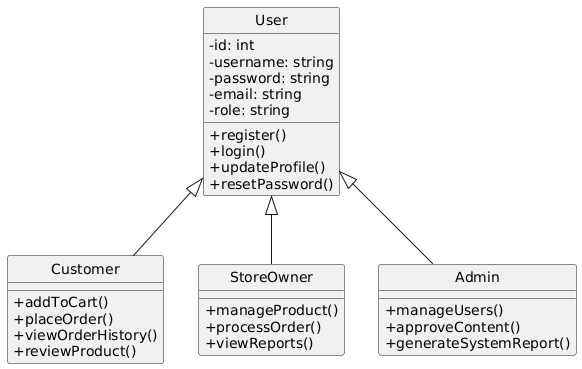 User
-id: int
-username: string
-password: string
-email: string
-role: string
+register()
+login()
+updateProfile()
+resetPassword()
Customer
+addToCart()
+placeOrder()
+viewOrderHistory()
+reviewProduct()
StoreOwner
+manageProduct()
+processOrder()
+viewReports()
Admin
+manageUsers()
+approveContent()
+generateSystemReport()